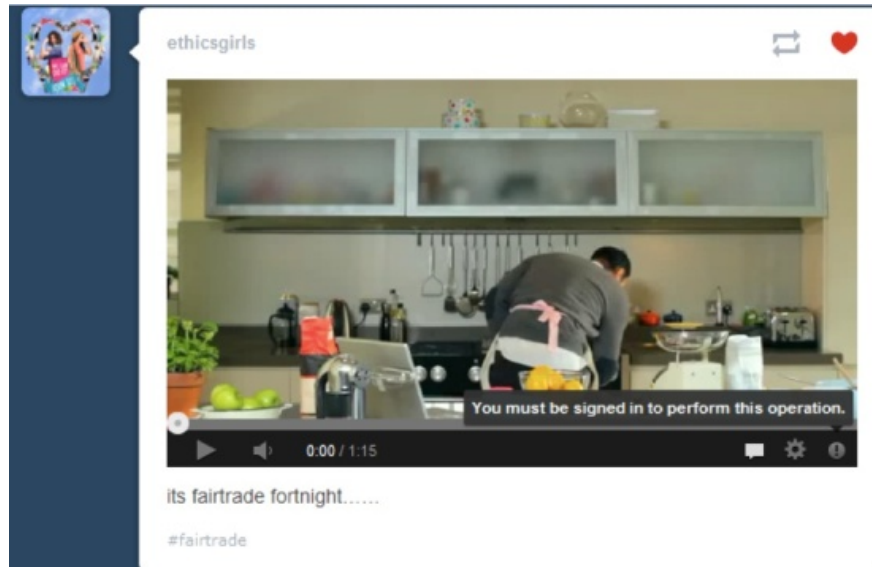 ethicsgirls
You must be signed in to perform this operation.
0:00 / 1:15
its fairtrade fortnight......
#fairtrade